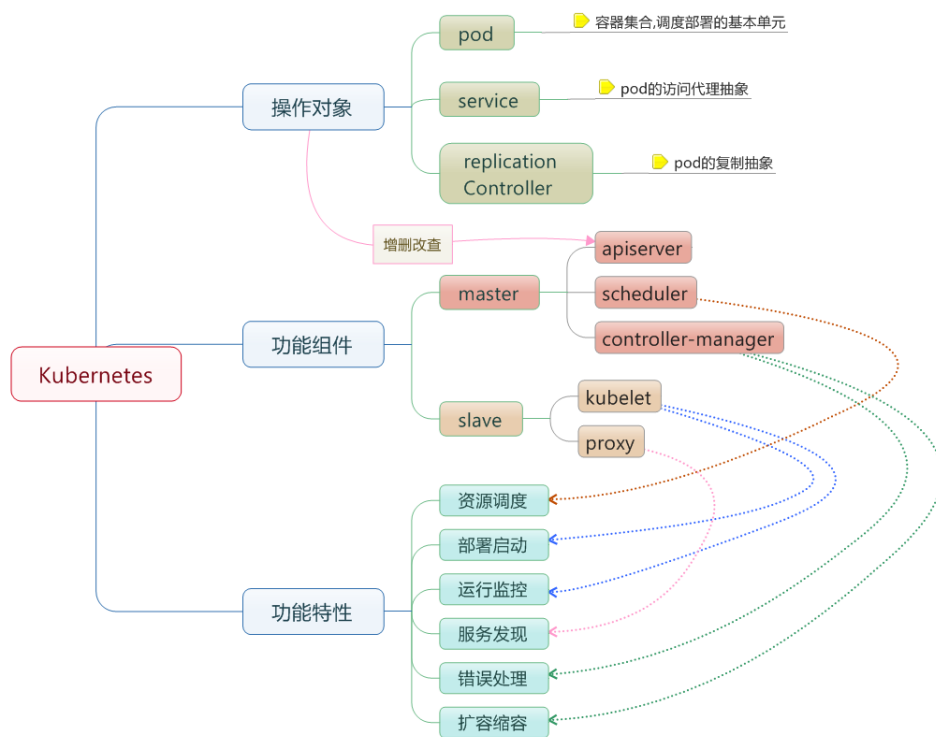 pod
容器集合,调度部署的基本单元
操作对象
service
pod的访问代理抽象
replication
Controller
pod的复制抽象
增删改查
apiserver
master
scheduler
功能组件
controller-manager
Kubernetes
kubelet
slave
proxy
资源调度
部署启动
运行监控
功能特性
服务发现
错误处理
扩容缩容